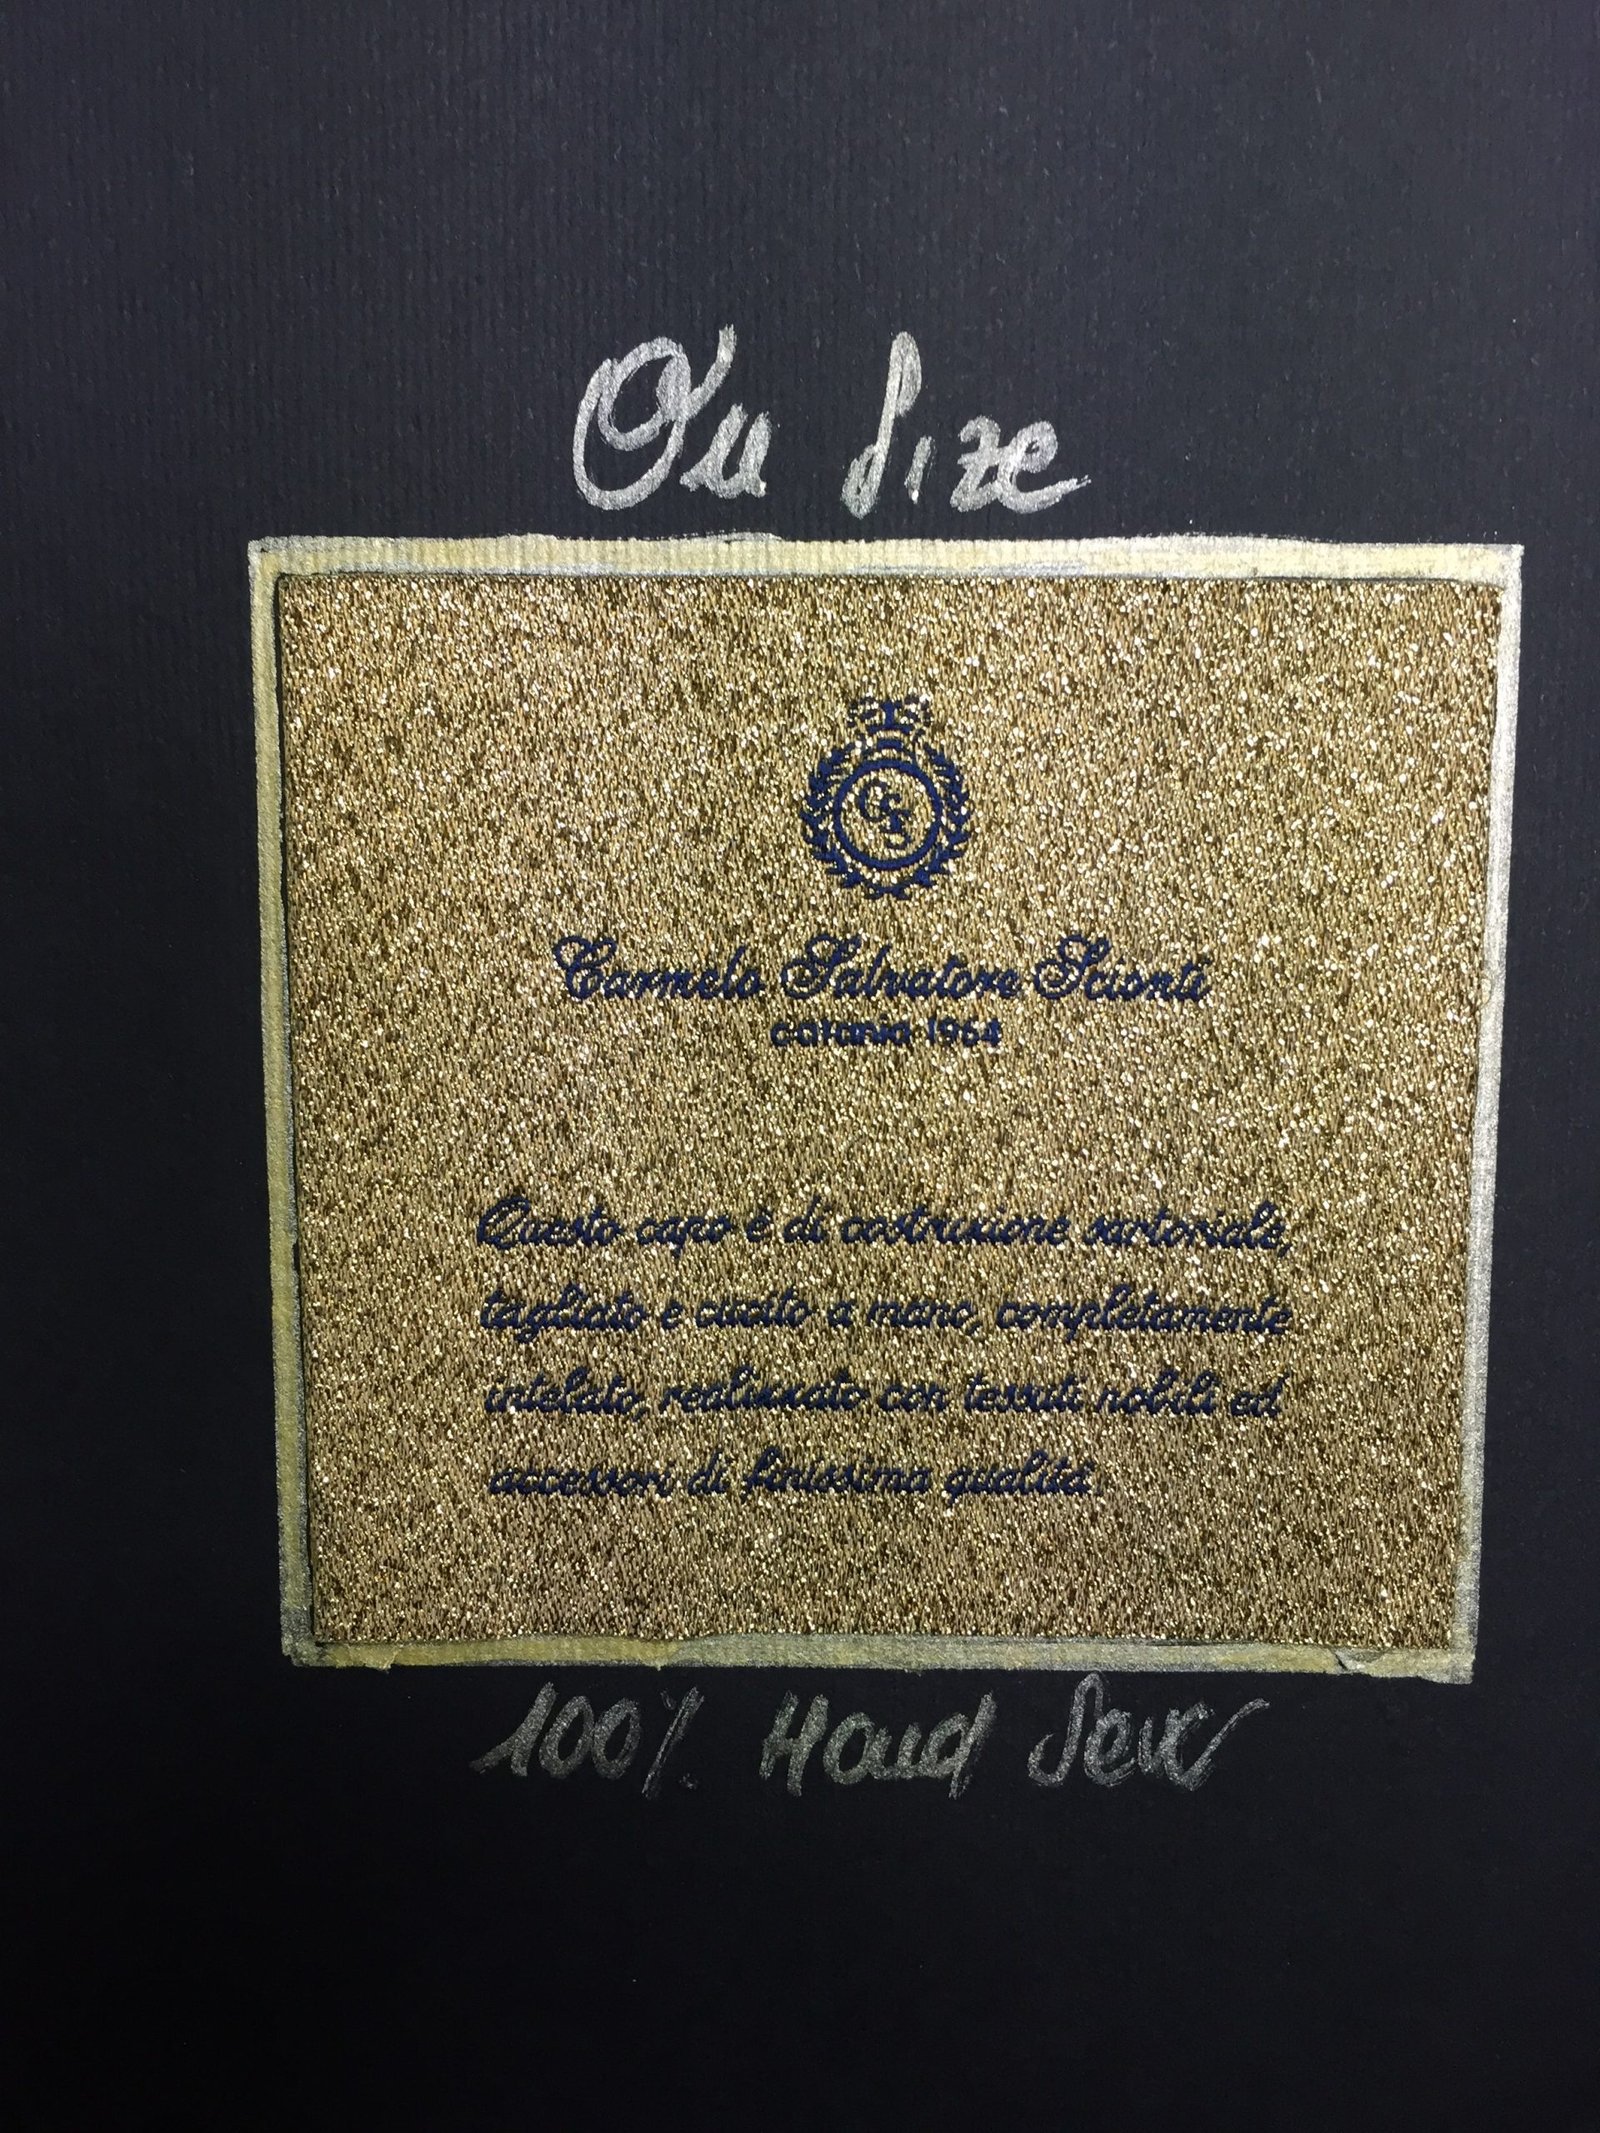 On Size
CSS
Carmelo Salvatore Scionti
catania 1964
Questo capo è di costruzione sartoriale,
tagliato e cucito a mano, completamente
intelato, realizzato con tessuti nobili ed
accessori di finissima qualità.
100% Hand Sew